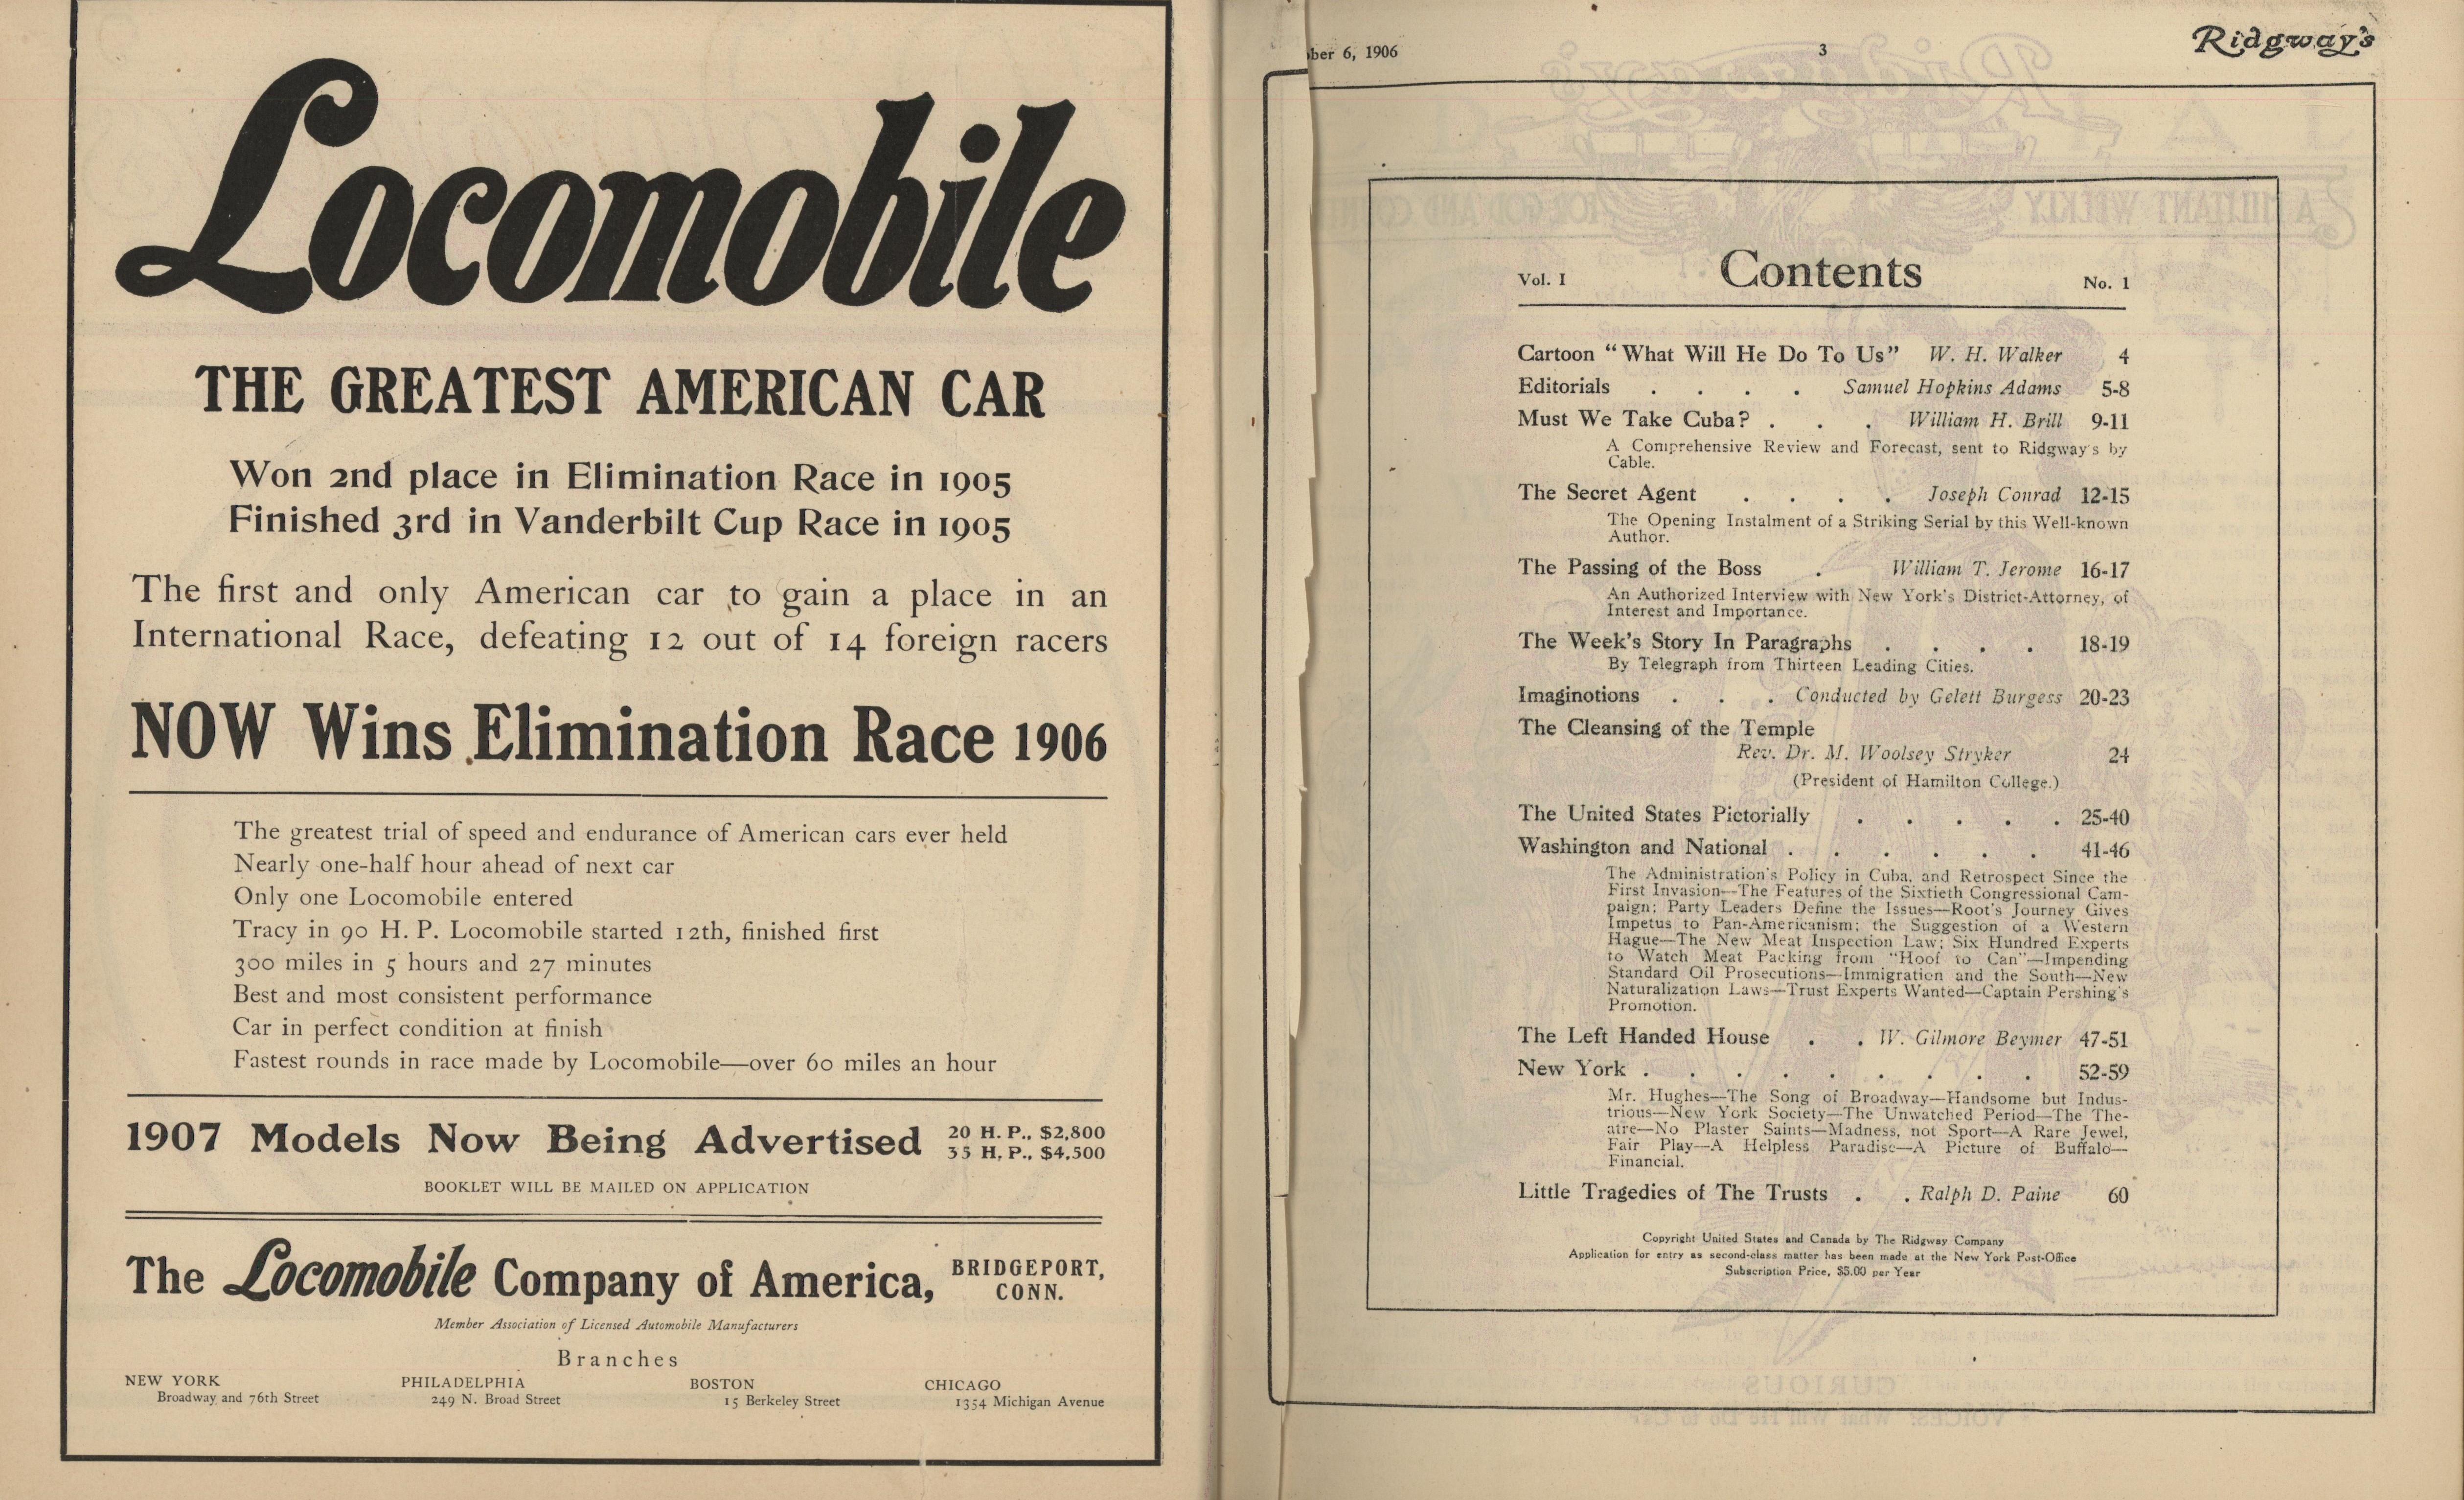 Locomobile
THE GREATEST AMERICAN CAR
Won 2nd place in Elimination Race in 1905
Finished 3rd in Vanderbilt Cup Race in 1905
The first and only American car to gain a place in an
International Race, defeating 12 out of 14 foreign racers
NOW Wins Elimination Race 1906
The greatest trial of speed and endurance of American cars ever held
Nearly one-half hour ahead of next car
Only one Locomobile entered
Tracy in 90 H. P. Locomobile started 12th, finished first
300 miles in 5 hours and 27 minutes
Best and most consistent performance
Car in perfect condition at finish
Fastest rounds in race made by Locomobile—over 60 miles an hour
1907 Models Now Being Advertised
20 H. P., $2,800
35 H. P., $4,500
BOOKLET WILL BE MAILED ON APPLICATION
The Locomobile Company of America,
BRIDGEPORT,
CONN.
Member Association of Licensed Automobile Manufacturers
Branches
NEW YORK
Broadway and 76th Street
PHILADELPHIA
249 N. Broad Street
BOSTON
15 Berkeley Street
CHICAGO
1354 Michigan Avenue
ber 6, 1906 3 Ridgway's
Vol. I Contents No. 1
Cartoon "What Will He Do To Us" W. H. Walker 4
Editorials . . . . Samuel Hopkins Adams 5-8
Must We Take Cuba? . . . William H. Brill 9-11
A Comprehensive Review and Forecast, sent to Ridgway's by
Cable.
The Secret Agent . . . . Joseph Conrad 12-15
The Opening Instalment of a Striking Serial by this Well-known
Author.
The Passing of the Boss . William T. Jerome 16-17
An Authorized Interview with New York's District-Attorney, of
Interest and Importance.
The Week's Story In Paragraphs . . . . 18-19
By Telegraph from Thirteen Leading Cities.
Imaginotions . . . Conducted by Gelett Burgess 20-23
The Cleansing of the Temple
Rev. Dr. M. Woolsey Stryker 24
(President of Hamilton College.)
The United States Pictorially . . . . . 25-40
Washington and National . . . . . . 41-46
The Administration's Policy in Cuba, and Retrospect Since the
First Invasion—The Features of the Sixtieth Congressional Cam-
paign; Party Leaders Define the Issues—Root's Journey Gives
Impetus to Pan-Americanism; the Suggestion of a Western
Hague—The New Meat Inspection Law; Six Hundred Experts
to Watch Meat Packing from "Hoof to Can"—Impending
Standard Oil Prosecutions—Immigration and the South—New
Naturalization Laws—Trust Experts Wanted—Captain Pershing's
Promotion.
The Left Handed House . . W. Gilmore Beymer 47-51
New York . . . . . . . . . 52-59
Mr. Hughes—The Song of Broadway—Handsome but Indus-
trious—New York Society—The Unwatched Period—The The-
atre—No Plaster Saints—Madness, not Sport—A Rare Jewel,
Fair Play—A Helpless Paradise—A Picture of Buffalo—
Financial.
Little Tragedies of The Trusts . . Ralph D. Paine 60
Copyright United States and Canada by The Ridgway Company
Application for entry as second-class matter has been made at the New York Post-Office
Subscription Price, $5.00 per Year